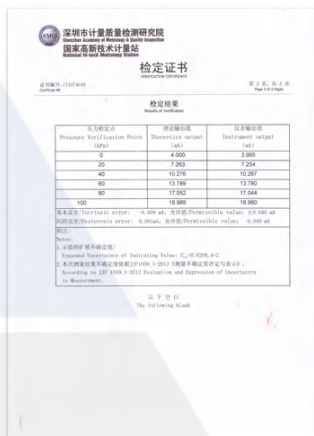 SMQ
深圳市计量质量检测研究院
Shenzhen Academy of Metrology & Quality Inspection
国家高新技术计量站
National Hi-tech Metrology Station
检定证书
VERIFICATION CERTIFICATE
证书编号:
Certificate №
第 3 页, 共 3 页
Page 3 of 3 Pages
检定结果
Results of Verification
压力检定点 理论输出值 仪表输出值
Pressure Verification Point Theoretics output Instrument output
(kPa) (mA) (mA)
0 4.000 3.995
20 7.263 7.254
40 10.276 10.267
60 13.789 13.780
80 17.052 17.044
100 19.989 19.980
基本误差/Intrinsic error: -0.009 mA, 允许值/Permissible value: ±0.040 mA
回程误差/Hysteresis error: 0.001mA, 允许值/Permissible value: 0.040 mA
附注:
Notes:
1.示值的扩展不确定度/
Expanded Uncertainty of Indicating Value:
2.本次测量结果不确定度依据JJF1059.1-2012《测量不确定度评定与表示》.
According to JJF 1059.1-2012 Evaluation and Expression of Uncertainty
in Measurement.
以下空白
The following blank